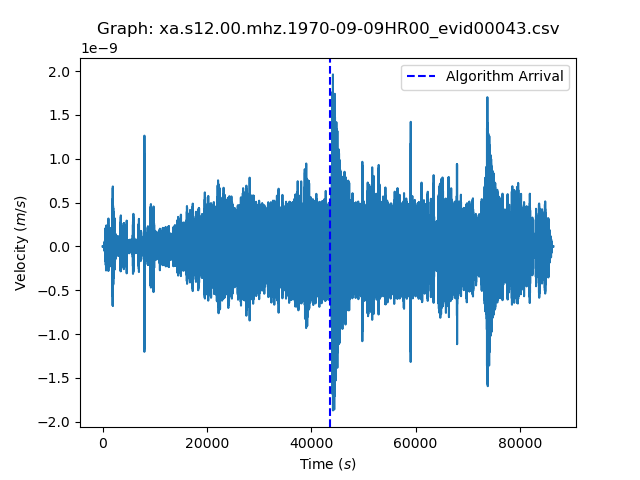 Graph: xa.s12.00.mhz.1970-09-09HR00_evid00043.csv
1e−9
Algorithm Arrival
2.0
1.5
1.0
0.5
0.0
−0.5
−1.0
−1.5
−2.0
Velocity (m/s)
0 20000 40000 60000 80000
Time (s)